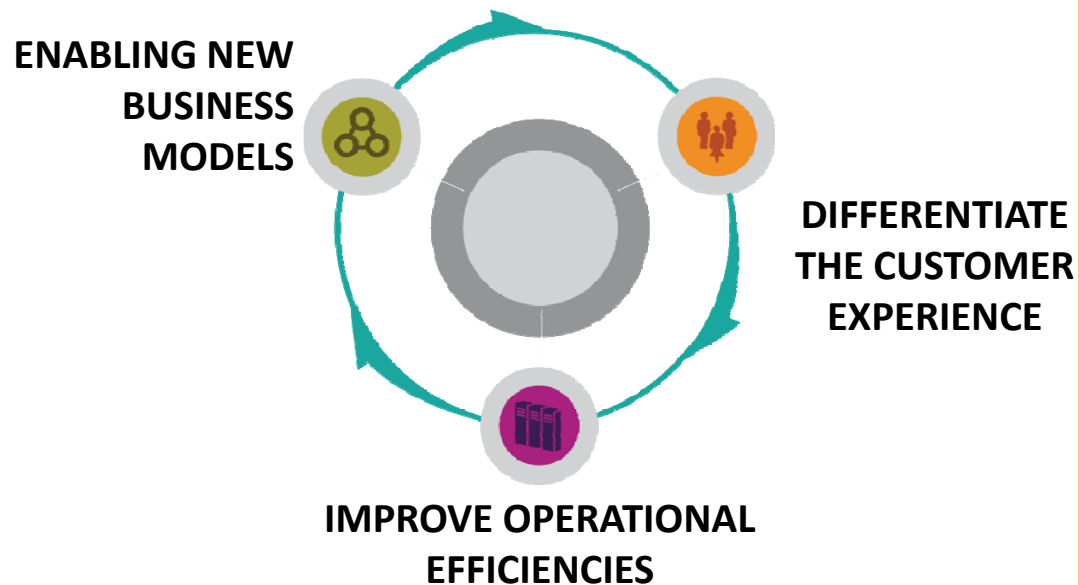 ENABLING NEW
BUSINESS
MODELS
DIFFERENTIATE
THE CUSTOMER
EXPERIENCE
IMPROVE OPERATIONAL
EFFICIENCIES